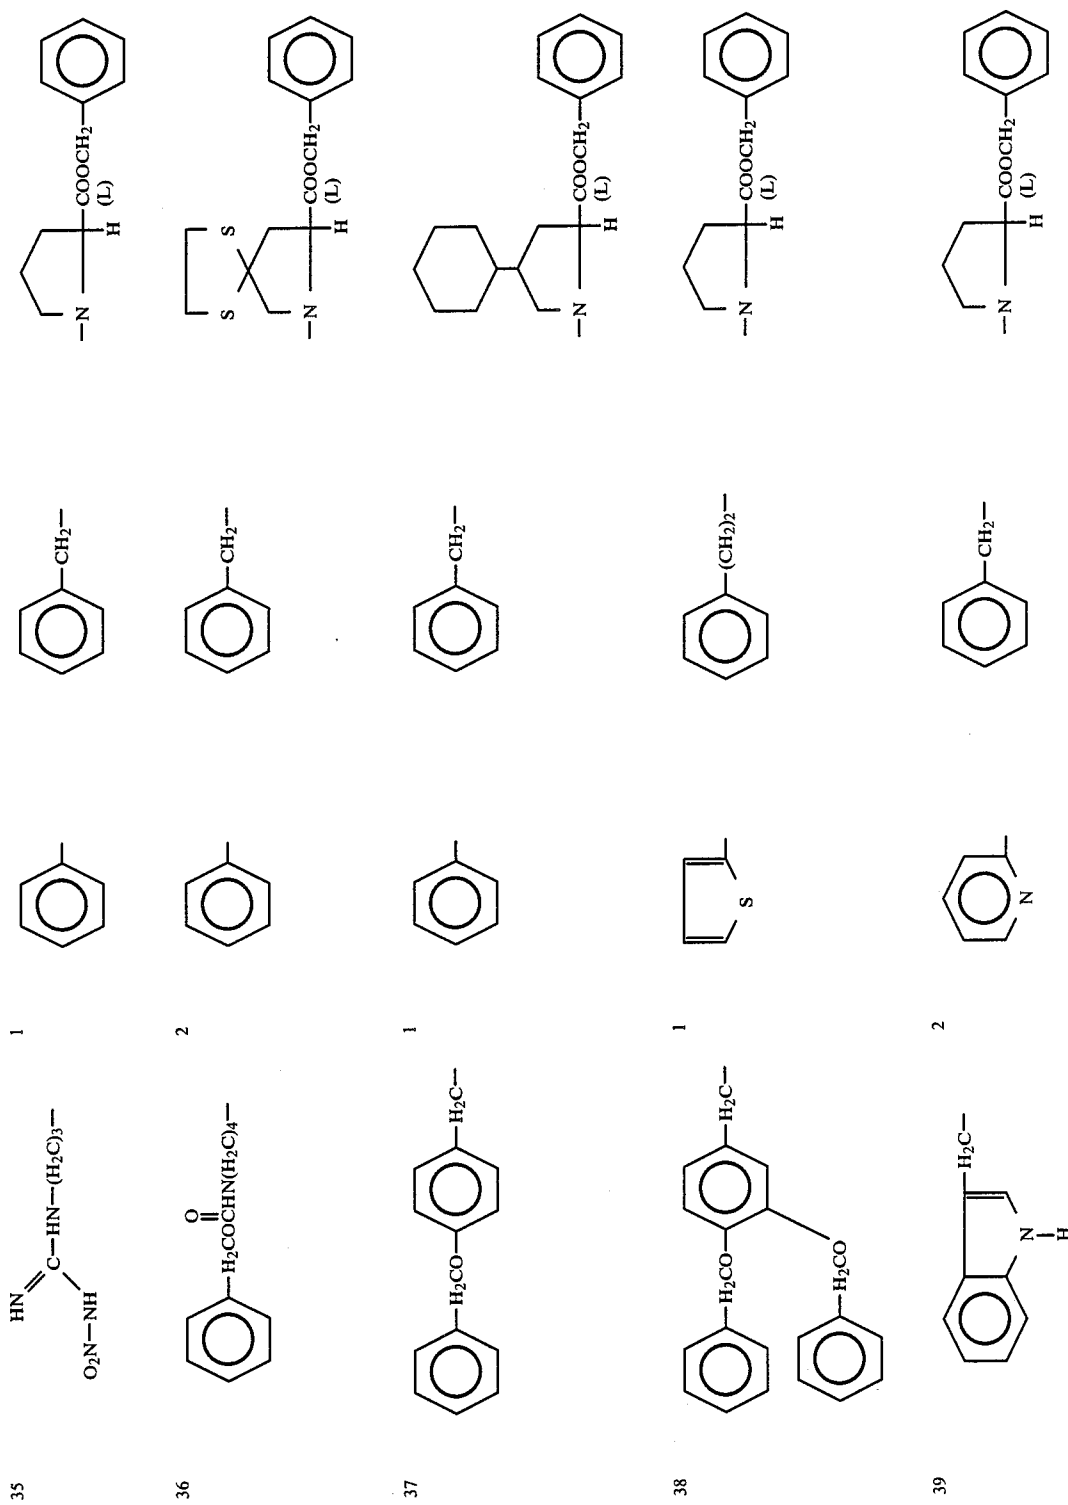 35 HN 1
C—HN—(H₂C)₃— CH₂—
O₂N—NH —N COOCH₂
(L)
H
36 2
O
H₂COCHN(H₂C)₄— CH₂— S S
—N COOCH₂
(L)
H
37 1
H₂CO H₂C— CH₂—
—N COOCH₂
(L)
H
38 1
H₂CO H₂C— (CH₂)₂—
S —N COOCH₂
(L)
H
H₂CO
39 2
H₂C— CH₂—
N N —N COOCH₂
(L)
H H